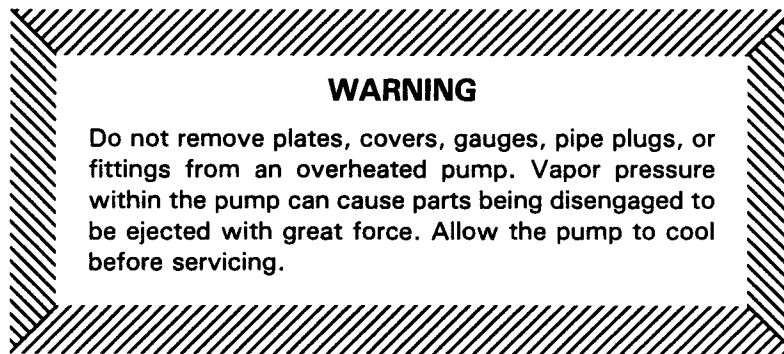 WARNING
Do not remove plates, covers, gauges, pipe plugs, or
fittings from an overheated pump. Vapor pressure
within the pump can cause parts being disengaged to
be ejected with great force. Allow the pump to cool
before servicing.